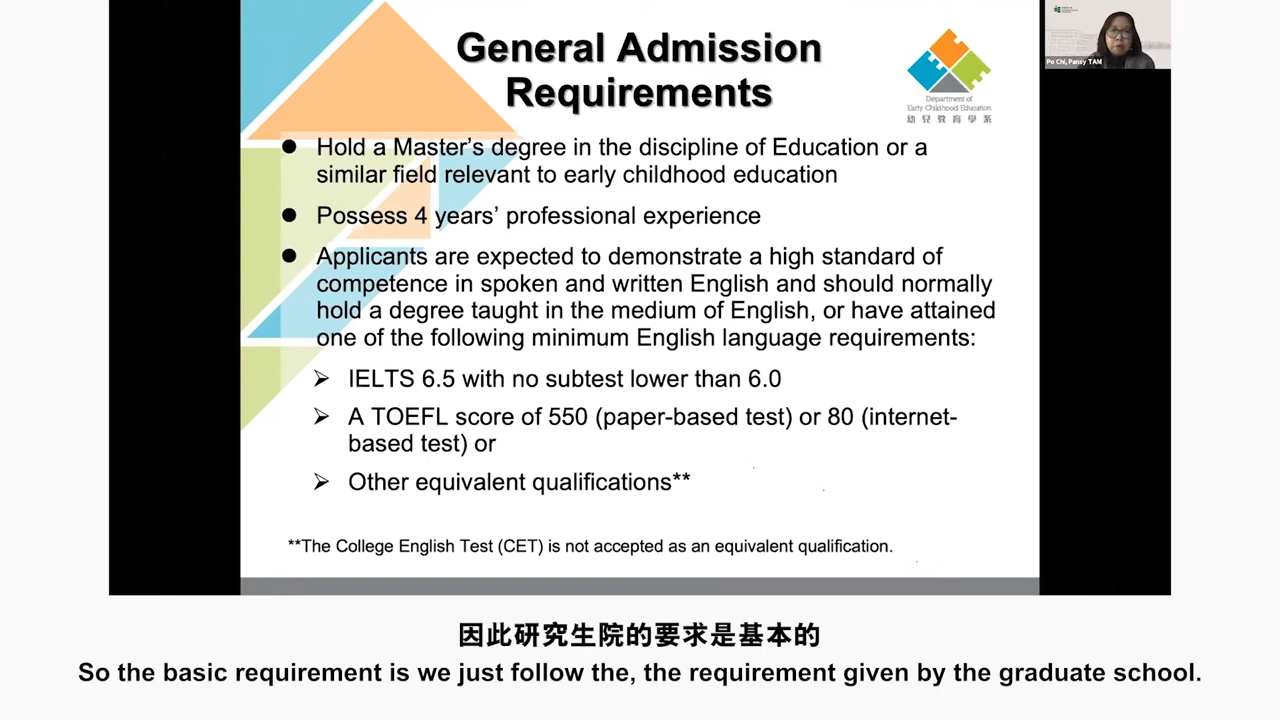 General Admission
Requirements
Department of
Early Childhood Education
幼兒教育學系
Po Chi, Pansy TAM
● Hold a Master's degree in the discipline of Education or a
similar field relevant to early childhood education
● Possess 4 years' professional experience
● Applicants are expected to demonstrate a high standard of
competence in spoken and written English and should normally
hold a degree taught in the medium of English, or have attained
one of the following minimum English language requirements:
➢ IELTS 6.5 with no subtest lower than 6.0
➢ A TOEFL score of 550 (paper-based test) or 80 (internet-
based test) or
➢ Other equivalent qualifications**
**The College English Test (CET) is not accepted as an equivalent qualification.
因此研究生院的要求是基本的
So the basic requirement is we just follow the, the requirement given by the graduate school.